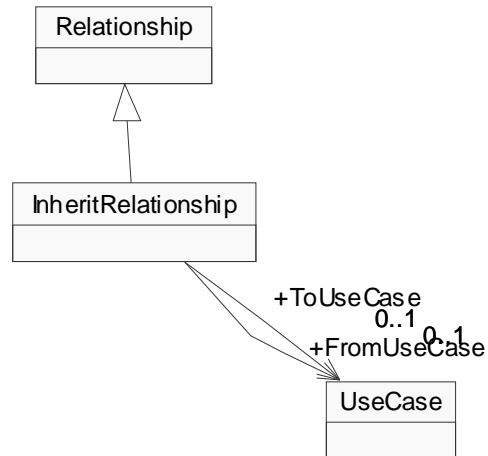 Relationship
InheritRelationship
+ToUseCase
0..1
0..1
+FromUseCase
UseCase